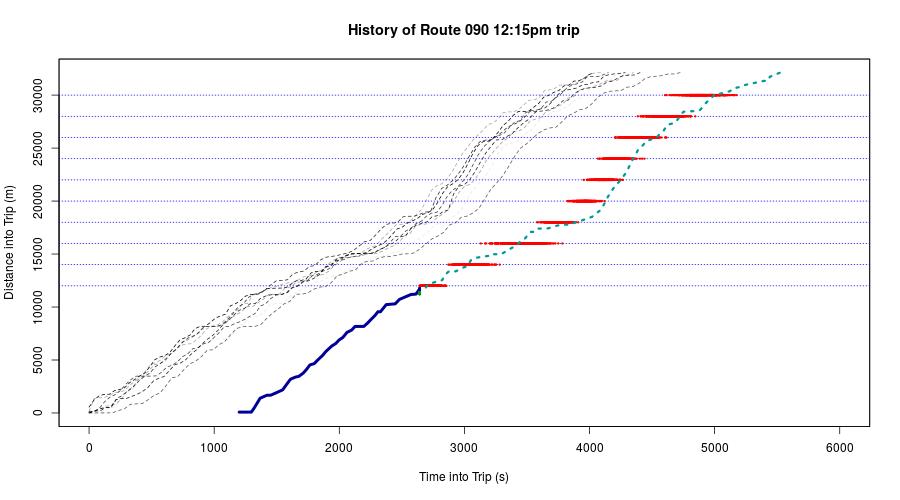 History of Route 090 12:15pm trip
Distance into Trip (m)
30000
25000
20000
15000
10000
5000
0
0 1000 2000 3000 4000 5000 6000
Time into Trip (s)